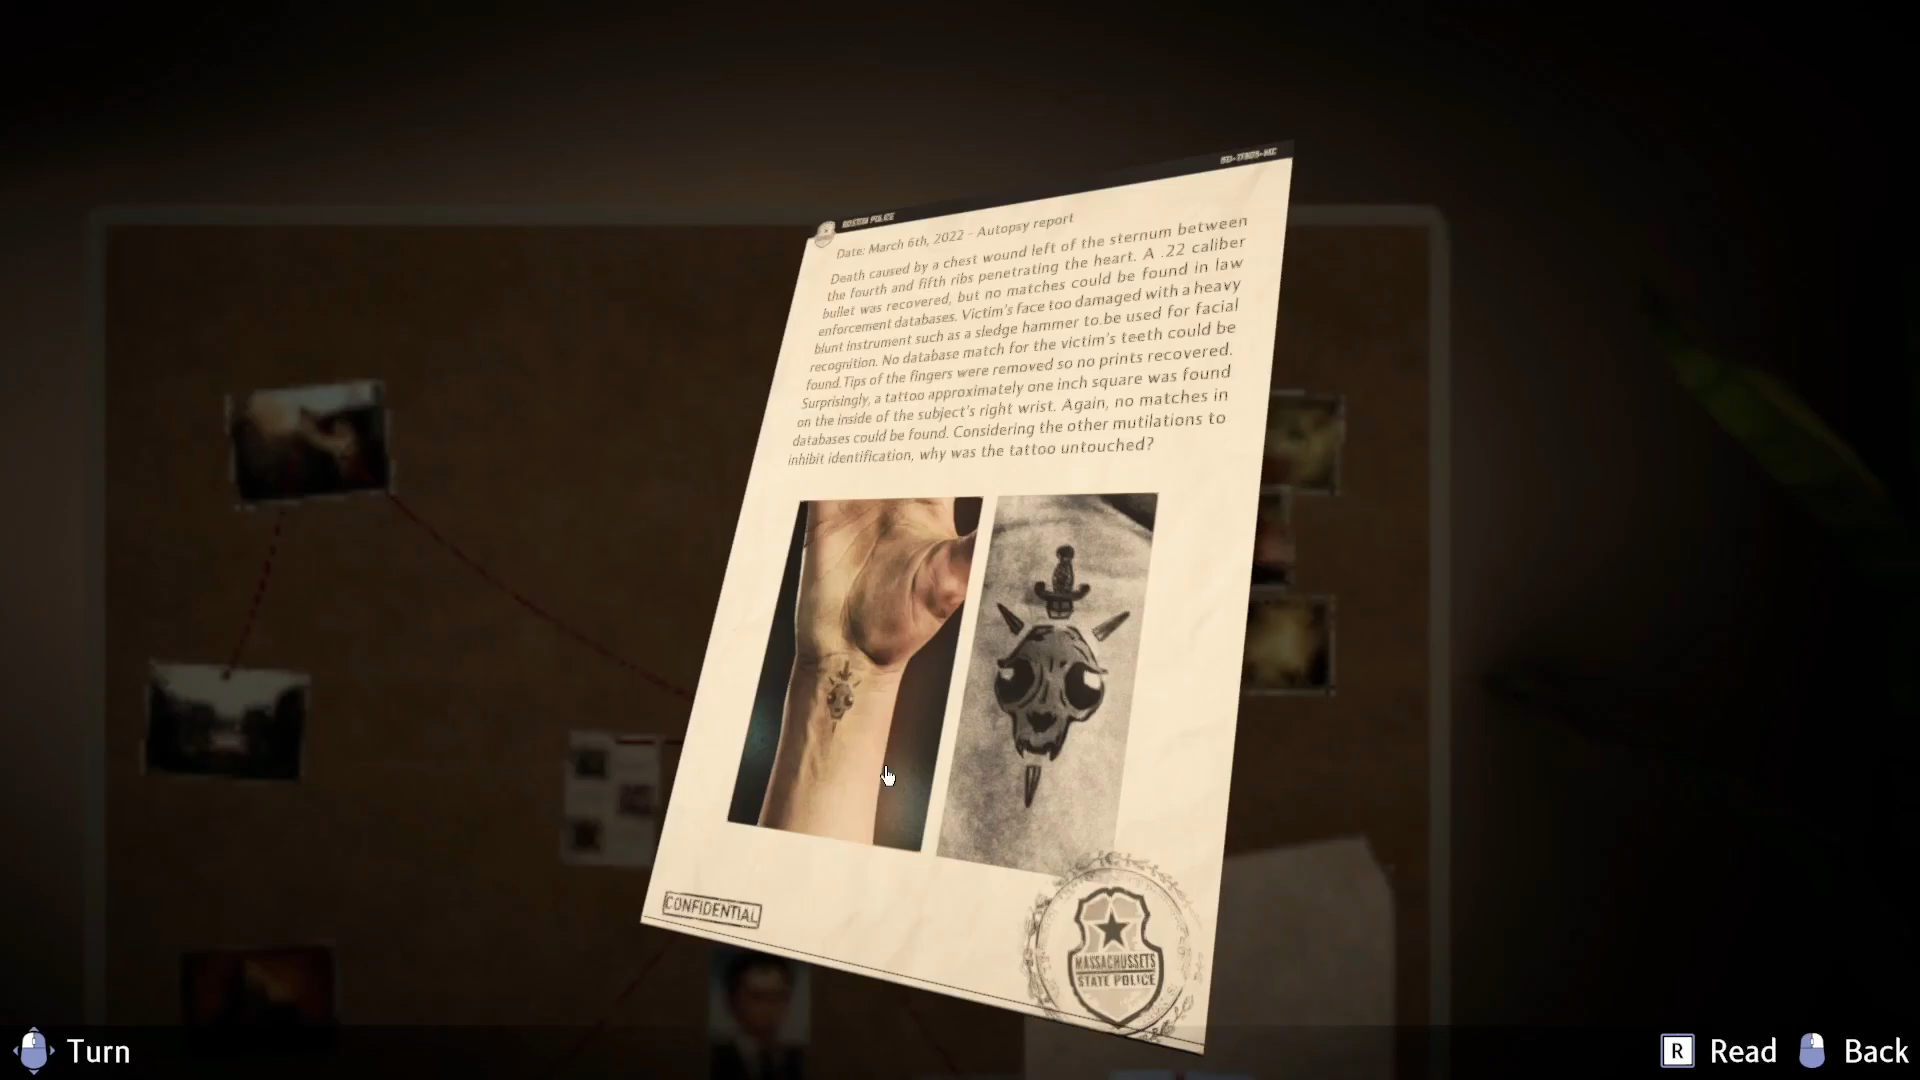 BOSTON POLICE
Date: March 6th, 2022 - Autopsy report
Death caused by a chest wound left of the sternum between
the fourth and fifth ribs penetrating the heart. A .22 caliber
bullet was recovered, but no matches could be found in law
enforcement databases. Victim's face too damaged with a heavy
blunt instrument such as a sledge hammer to.be used for facial
recognition. No database match for the victim's teeth could be
found.Tips of the fingers were removed so no prints recovered.
Surprisingly, a tattoo approximately one inch square was found
on the inside of the subject's right wrist. Again, no matches in
databases could be found. Considering the other mutilations to
inhibit identification, why was the tattoo untouched?
CONFIDENTIAL
MASSACHUSSETS
STATE POLICE
Turn
R Read
Back